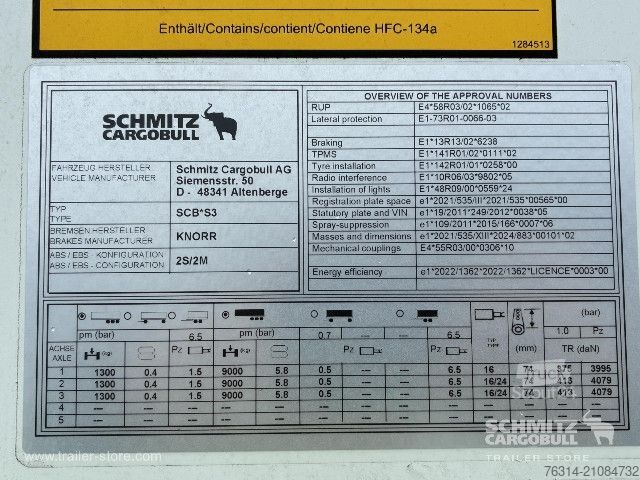 Enthält/Contains/contient/Contiene HFC-134a
1284513
SCHMITZ
CARGOBULL
FAHRZEUG HERSTELLER
VEHICLE MANUFACTURER
Schmitz Cargobull AG
Siemensstr. 50
D - 48341 Altenberge
TYP
TYPE
SCB*S3
BREMSEN HERSTELLER
BRAKES MANUFACTURER
KNORR
ABS / EBS - KONFIGURATION
ABS / EBS - CONFIGURATION
2S/2M
OVERVIEW OF THE APPROVAL NUMBERS
RUP E4*58R03/02*1065*02
Lateral protection E1-73R01-0066-03
Braking E1*13R13/02*6238
TPMS E1*141R01/02*0111*02
Tyre installation E1*142R01/01*0258*00
Radio interference E1*10R06/03*9802*05
Installation of lights E1*48R09/00*0559*24
Registration plate space e1*2021/535/III*2021/535*00565*00
Statutory plate and VIN e1*19/2011*249/2012*0038*05
Spray-suppression e1*109/2011*2015/166*0007*06
Masses and dimensions e1*2021/535/XIII*2024/883*00101*02
Mechanical couplings E4*55R03/00*0306*10
Energy efficiency e1*2022/1362*2022/1362*LICENCE*0003*00
(bar)
pm (bar) 6.5 pm (bar) 0.7 --- 6.5 1.0 Pz
ACHSE
AXLE
(kg) Pz (kg) Pz TYP
TYPE (mm) TR (daN)
1 1300 0.4 1.5 9000 5.8 0.5 --- --- 6.5 16 74 375 3995
2 1300 0.4 1.5 9000 5.8 0.5 --- --- 6.5 16/24 74 413 4079
3 1300 0.4 1.5 9000 5.8 0.5 --- --- 6.5 16/24 74 413 4079
4 --- --- --- --- --- --- --- --- --- --- --- --- ---
5 --- --- --- --- --- --- --- --- --- --- --- --- ---
SCHMITZ
CARGOBULL
TRAILER STORE
www.trailer-store.com
76314-21084732